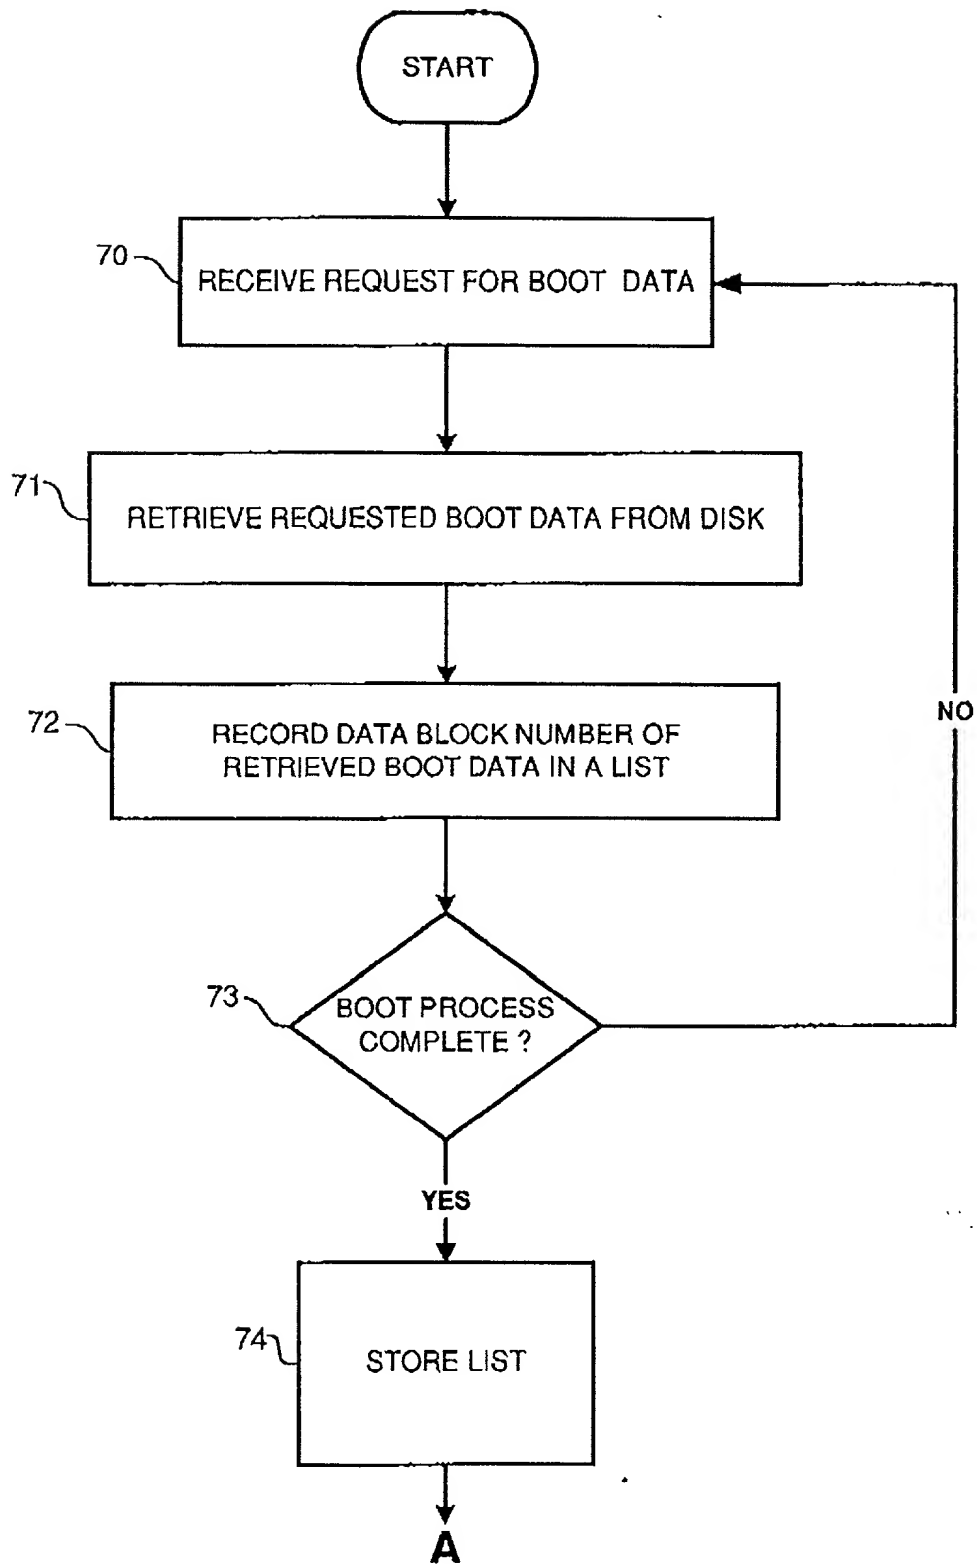 START
70
RECEIVE REQUEST FOR BOOT DATA
71
RETRIEVE REQUESTED BOOT DATA FROM DISK
72
RECORD DATA BLOCK NUMBER OF
RETRIEVED BOOT DATA IN A LIST
NO
73
BOOT PROCESS
COMPLETE ?
YES
74
STORE LIST
A